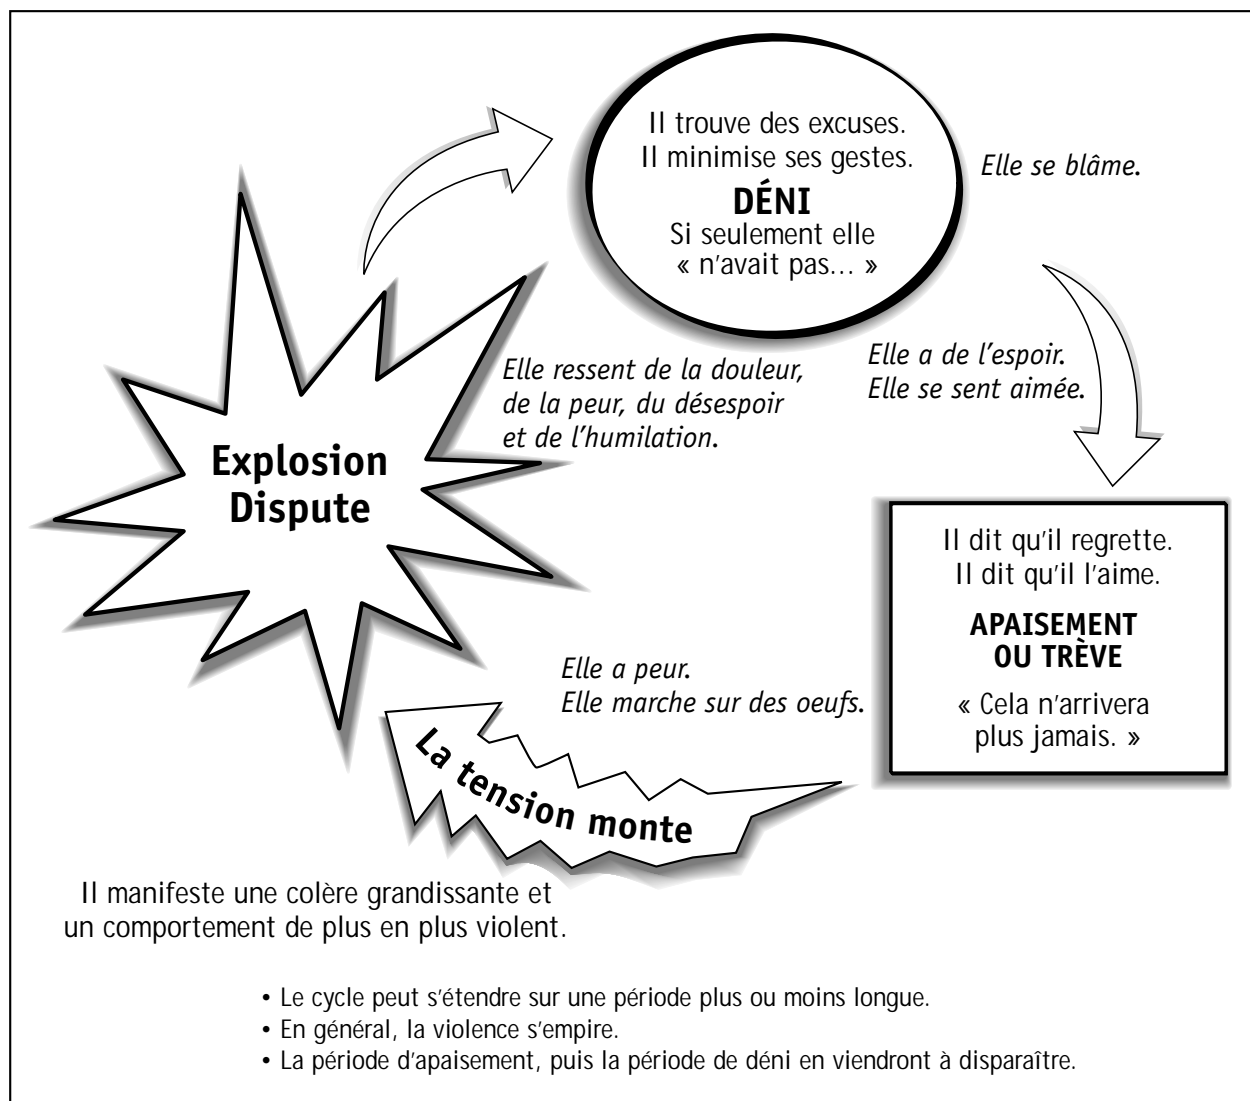 Il trouve des excuses.
Il minimise ses gestes.
DÉNI
Si seulement elle
« n'avait pas... »
Elle se blâme.
Elle a de l'espoir.
Elle se sent aimée.
Elle ressent de la douleur,
de la peur, du désespoir
et de l'humilation.
Explosion
Dispute
Il dit qu'il regrette.
Il dit qu'il l'aime.
APAISEMENT
OU TRÈVE
« Cela n'arrivera
plus jamais. »
Elle a peur.
Elle marche sur des oeufs.
La tension monte
Il manifeste une colère grandissante et
un comportement de plus en plus violent.
• Le cycle peut s'étendre sur une période plus ou moins longue.
• En général, la violence s'empire.
• La période d'apaisement, puis la période de déni en viendront à disparaître.